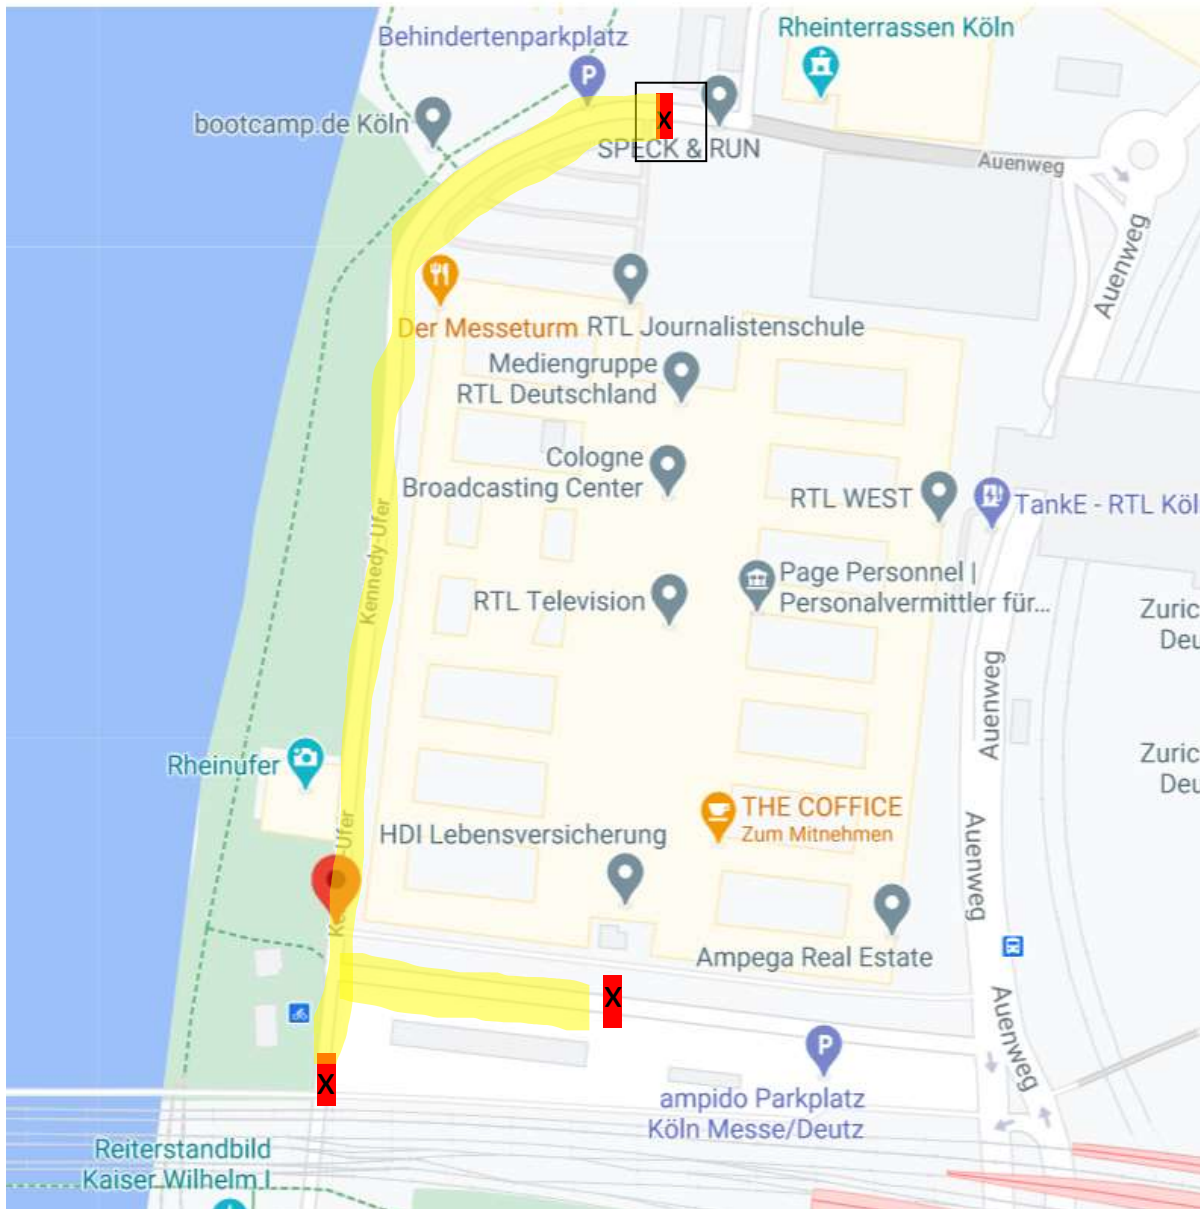 Rheinterrassen Köln
Behindertenparkplatz
P
bootcamp.de Köln
X
SPECK & RUN
Auenweg
Auenweg
Der Messeturm
RTL Journalistenschule
Mediengruppe
RTL Deutschland
Cologne
Broadcasting Center
RTL WEST
TankE - RTL Köl
Kennedy-Ufer
Page Personnel |
Personalvermittler für...
RTL Television
Zuric
Deu
Auenweg
Rheinufer
Zuric
Deu
THE COFFICE
Zum Mitnehmen
HDI Lebensversicherung
-Ufer
Auenweg
Ke
Ampega Real Estate
X
Auenweg
P
X
ampido Parkplatz
Köln Messe/Deutz
Reiterstandbild
Kaiser Wilhelm I.